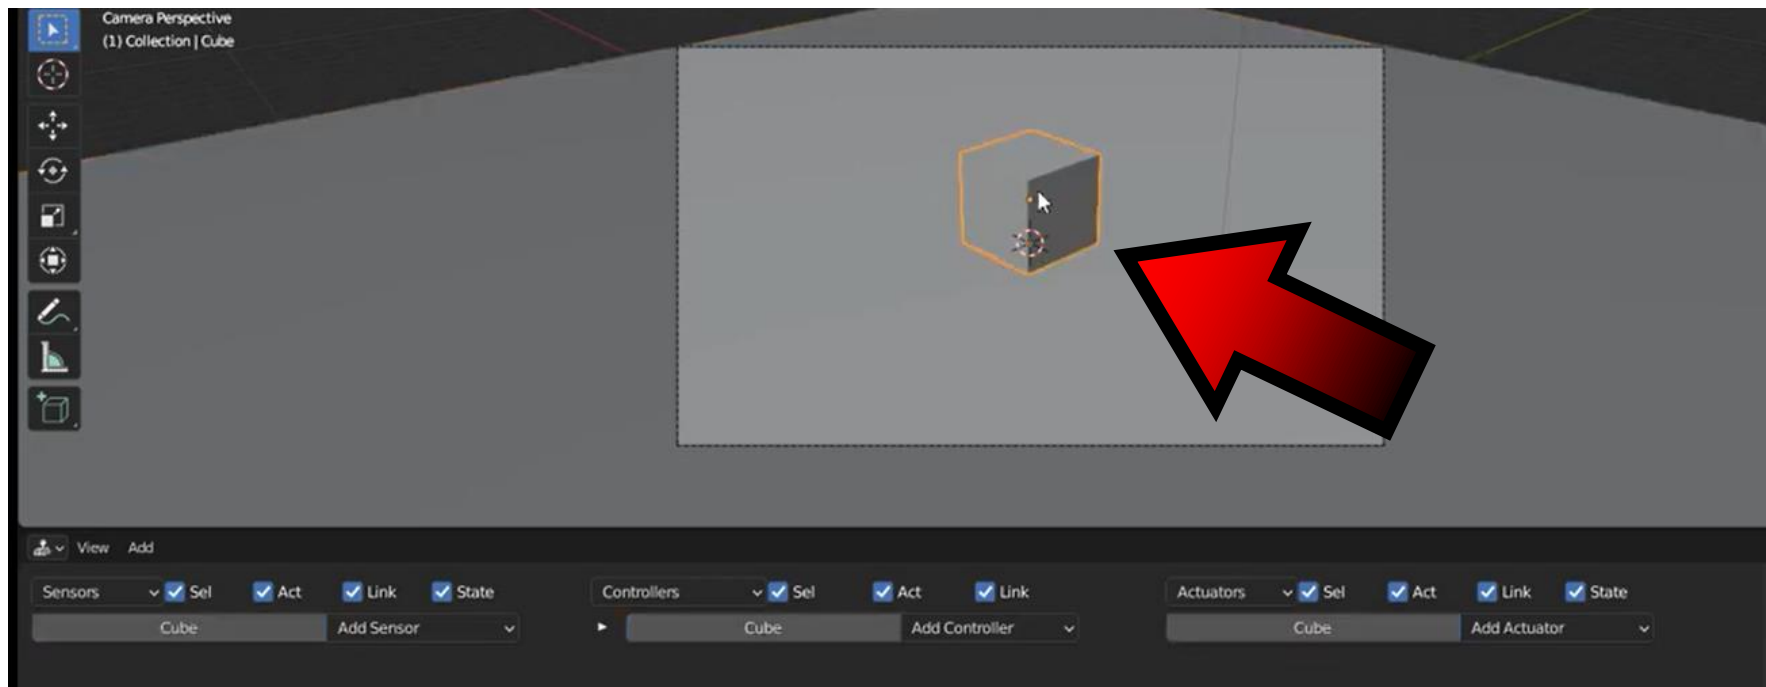 Camera Perspective
(1) Collection | Cube
View Add
Sensors Sel Act Link State Controllers Sel Act Link Actuators Sel Act Link State
Cube Add Sensor Cube Add Controller Cube Add Actuator